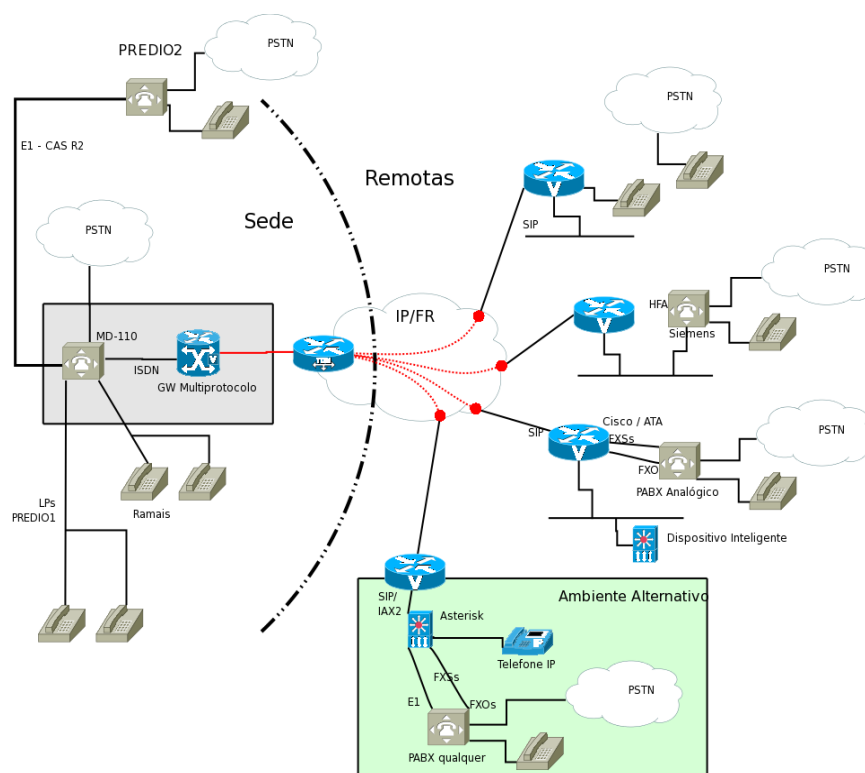 PSTN
PREDIO2
E1 - CAS R2
PSTN
Remotas
Sede
SIP
PSTN
MD-110
ISDN
GW Multiprotocolo
IP/FR
HFA
Siemens
PSTN
SIP
Cisco / ATA
FXSs
FXO
PABX Analógico
PSTN
LPs
PREDIO1
Ramais
Dispositivo Inteligente
SIP/
IAX2
Ambiente Alternativo
Asterisk
Telefone IP
FXSs
E1
FXOs
PSTN
PABX qualquer